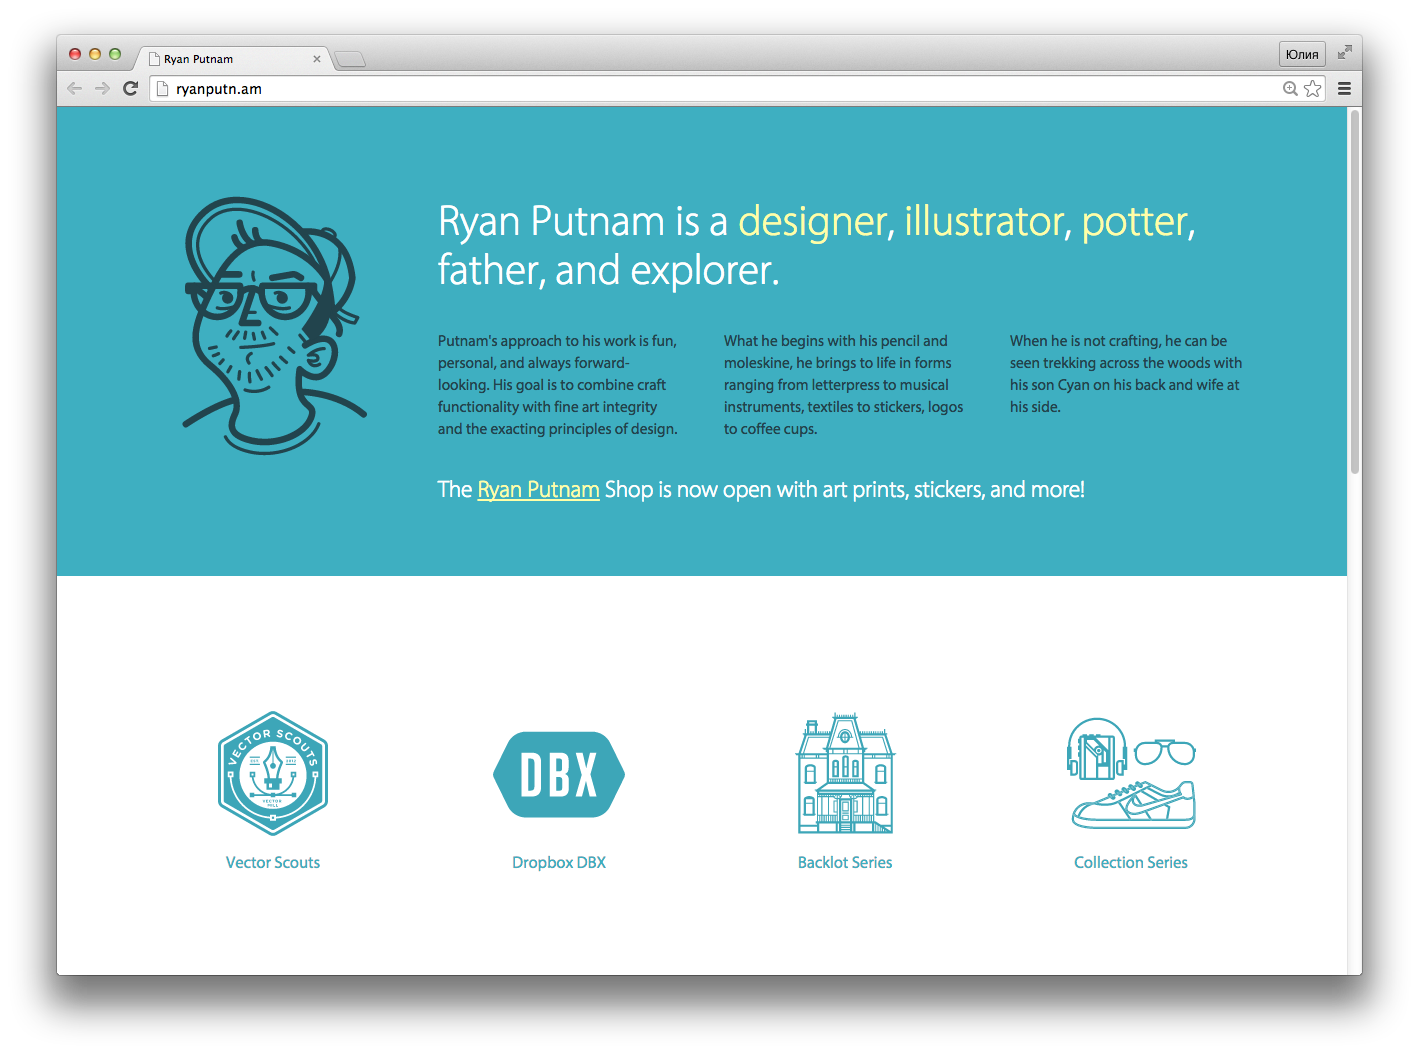 Ryan Putnam
Юлия
ryanputn.am
Ryan Putnam is a designer, illustrator, potter,
father, and explorer.
Putnam's approach to his work is fun,
personal, and always forward-
looking. His goal is to combine craft
functionality with fine art integrity
and the exacting principles of design.
What he begins with his pencil and
moleskine, he brings to life in forms
ranging from letterpress to musical
instruments, textiles to stickers, logos
to coffee cups.
When he is not crafting, he can be
seen trekking across the woods with
his son Cyan on his back and wife at
his side.
The Ryan Putnam Shop is now open with art prints, stickers, and more!
VECTOR SCOUTS
VECTOR
Vector Scouts
DBX
Dropbox DBX
Backlot Series
Collection Series